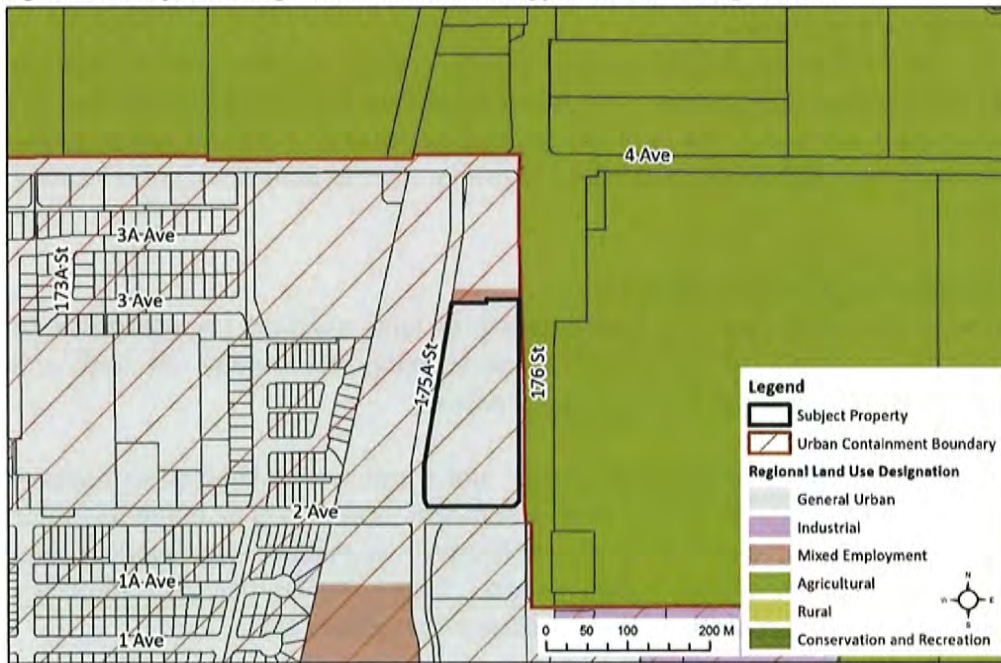 4 Ave
3A Ave
173A St
3 Ave
175A St
176 St
2 Ave
1A Ave
1 Ave
Legend
Subject Property
Urban Containment Boundary
Regional Land Use Designation
General Urban
Industrial
Mixed Employment
Agricultural
Rural
Conservation and Recreation
N
W
E
S
0 50 100 200 M